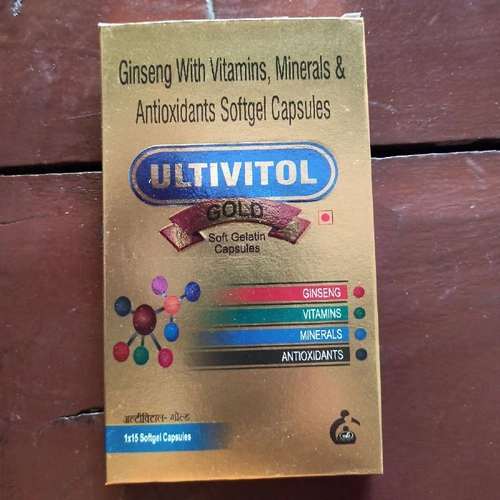 Ginseng With Vitamins, Minerals &
Antioxidants Softgel Capsules
ULTIVITOL
GOLD
Soft Gelatin
Capsules
GINSENG
VITAMINS
MINERALS
ANTIOXIDANTS
अल्टीविटाल- गोल्ड
1x15 Softgel Capsules